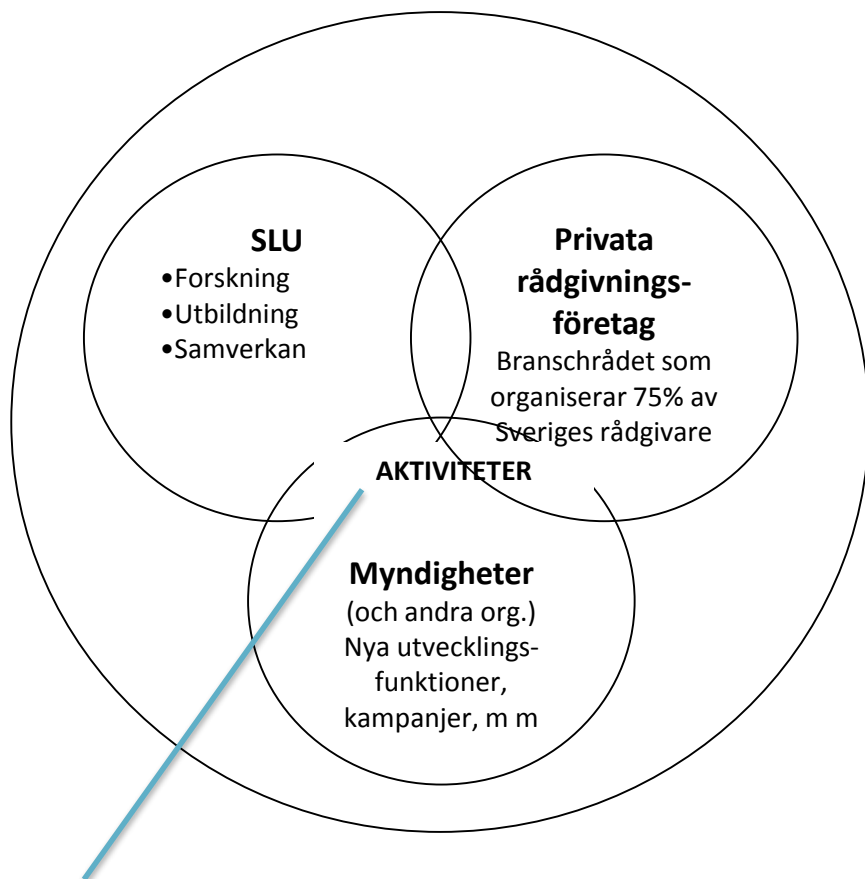 SLU
•Forskning
•Utbildning
•Samverkan
Privata
rådgivnings-
företag
Branschrådet som
organiserar 75% av
Sveriges rådgivare
AKTIVITETER
Myndigheter
(och andra org.)
Nya utvecklings-
funktioner,
kampanjer, m m